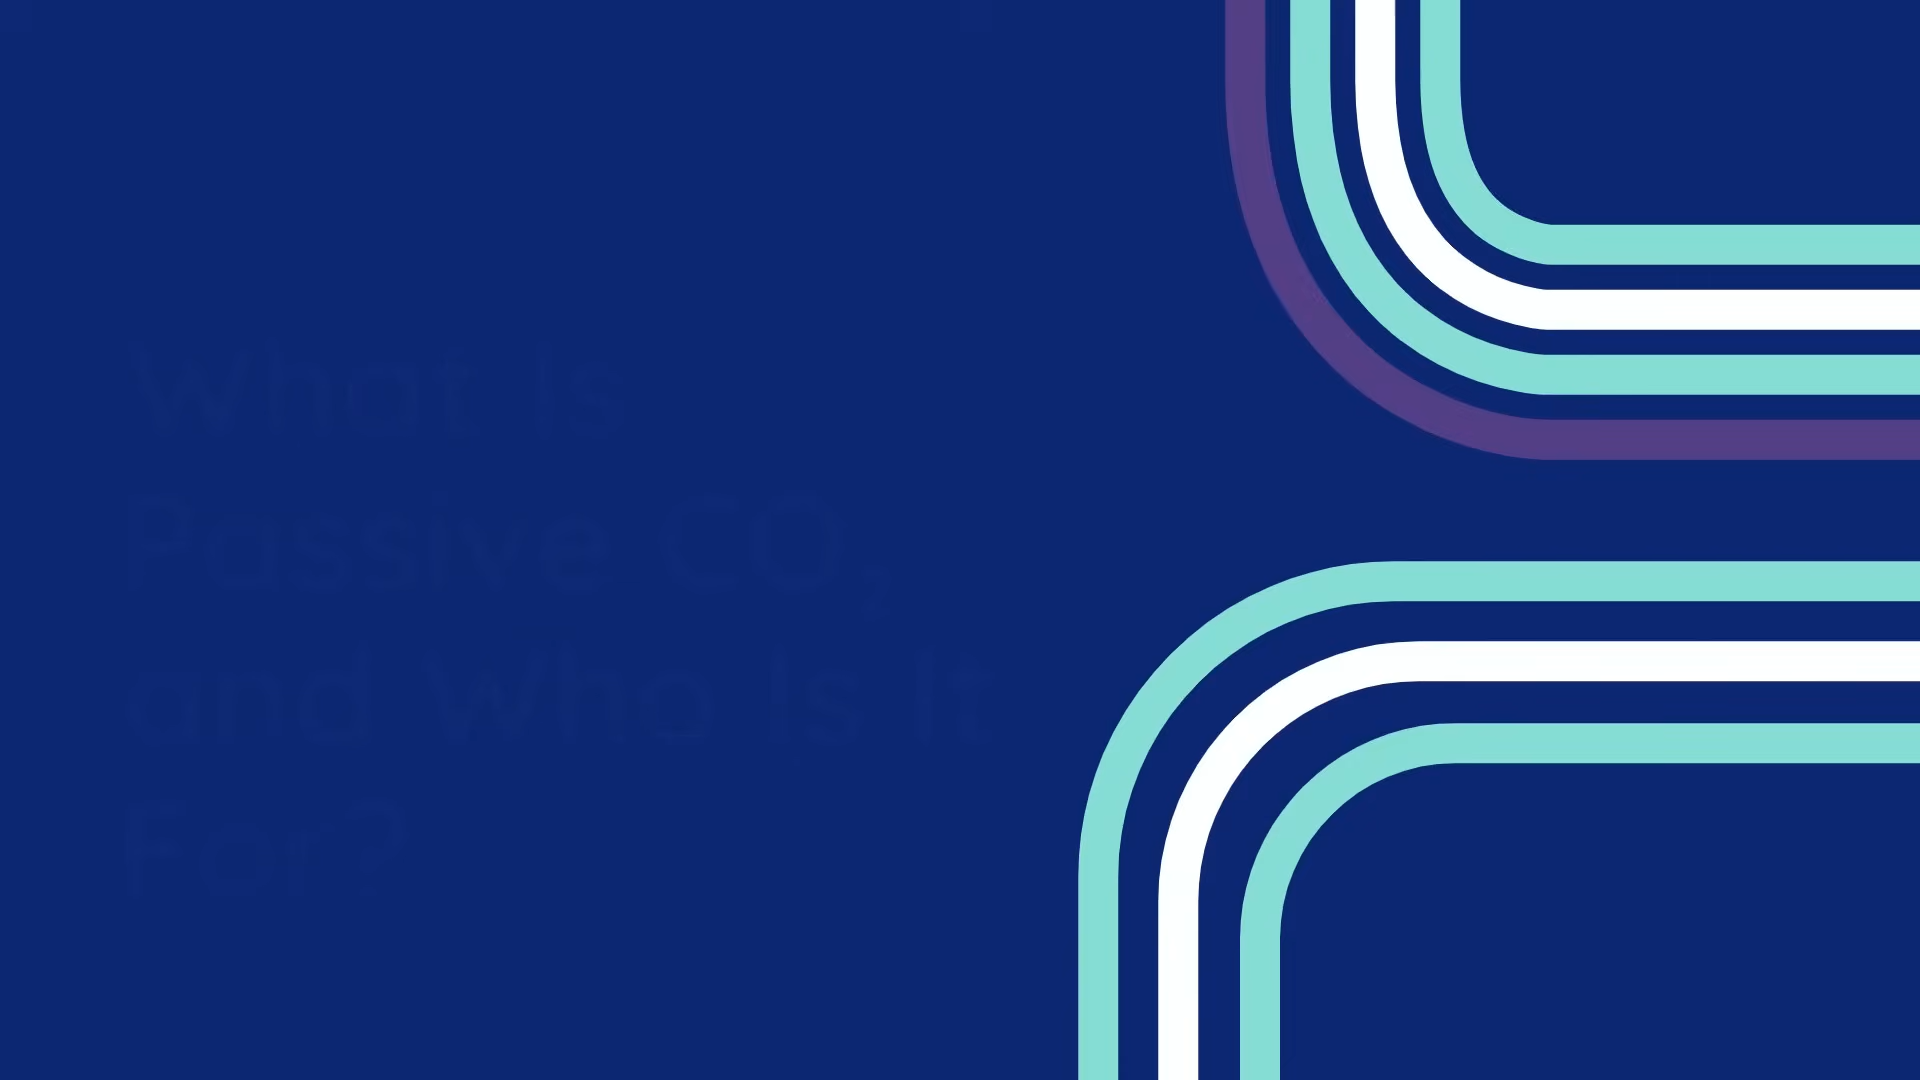 What Is
Passive CO₂
and Who Is It
For?